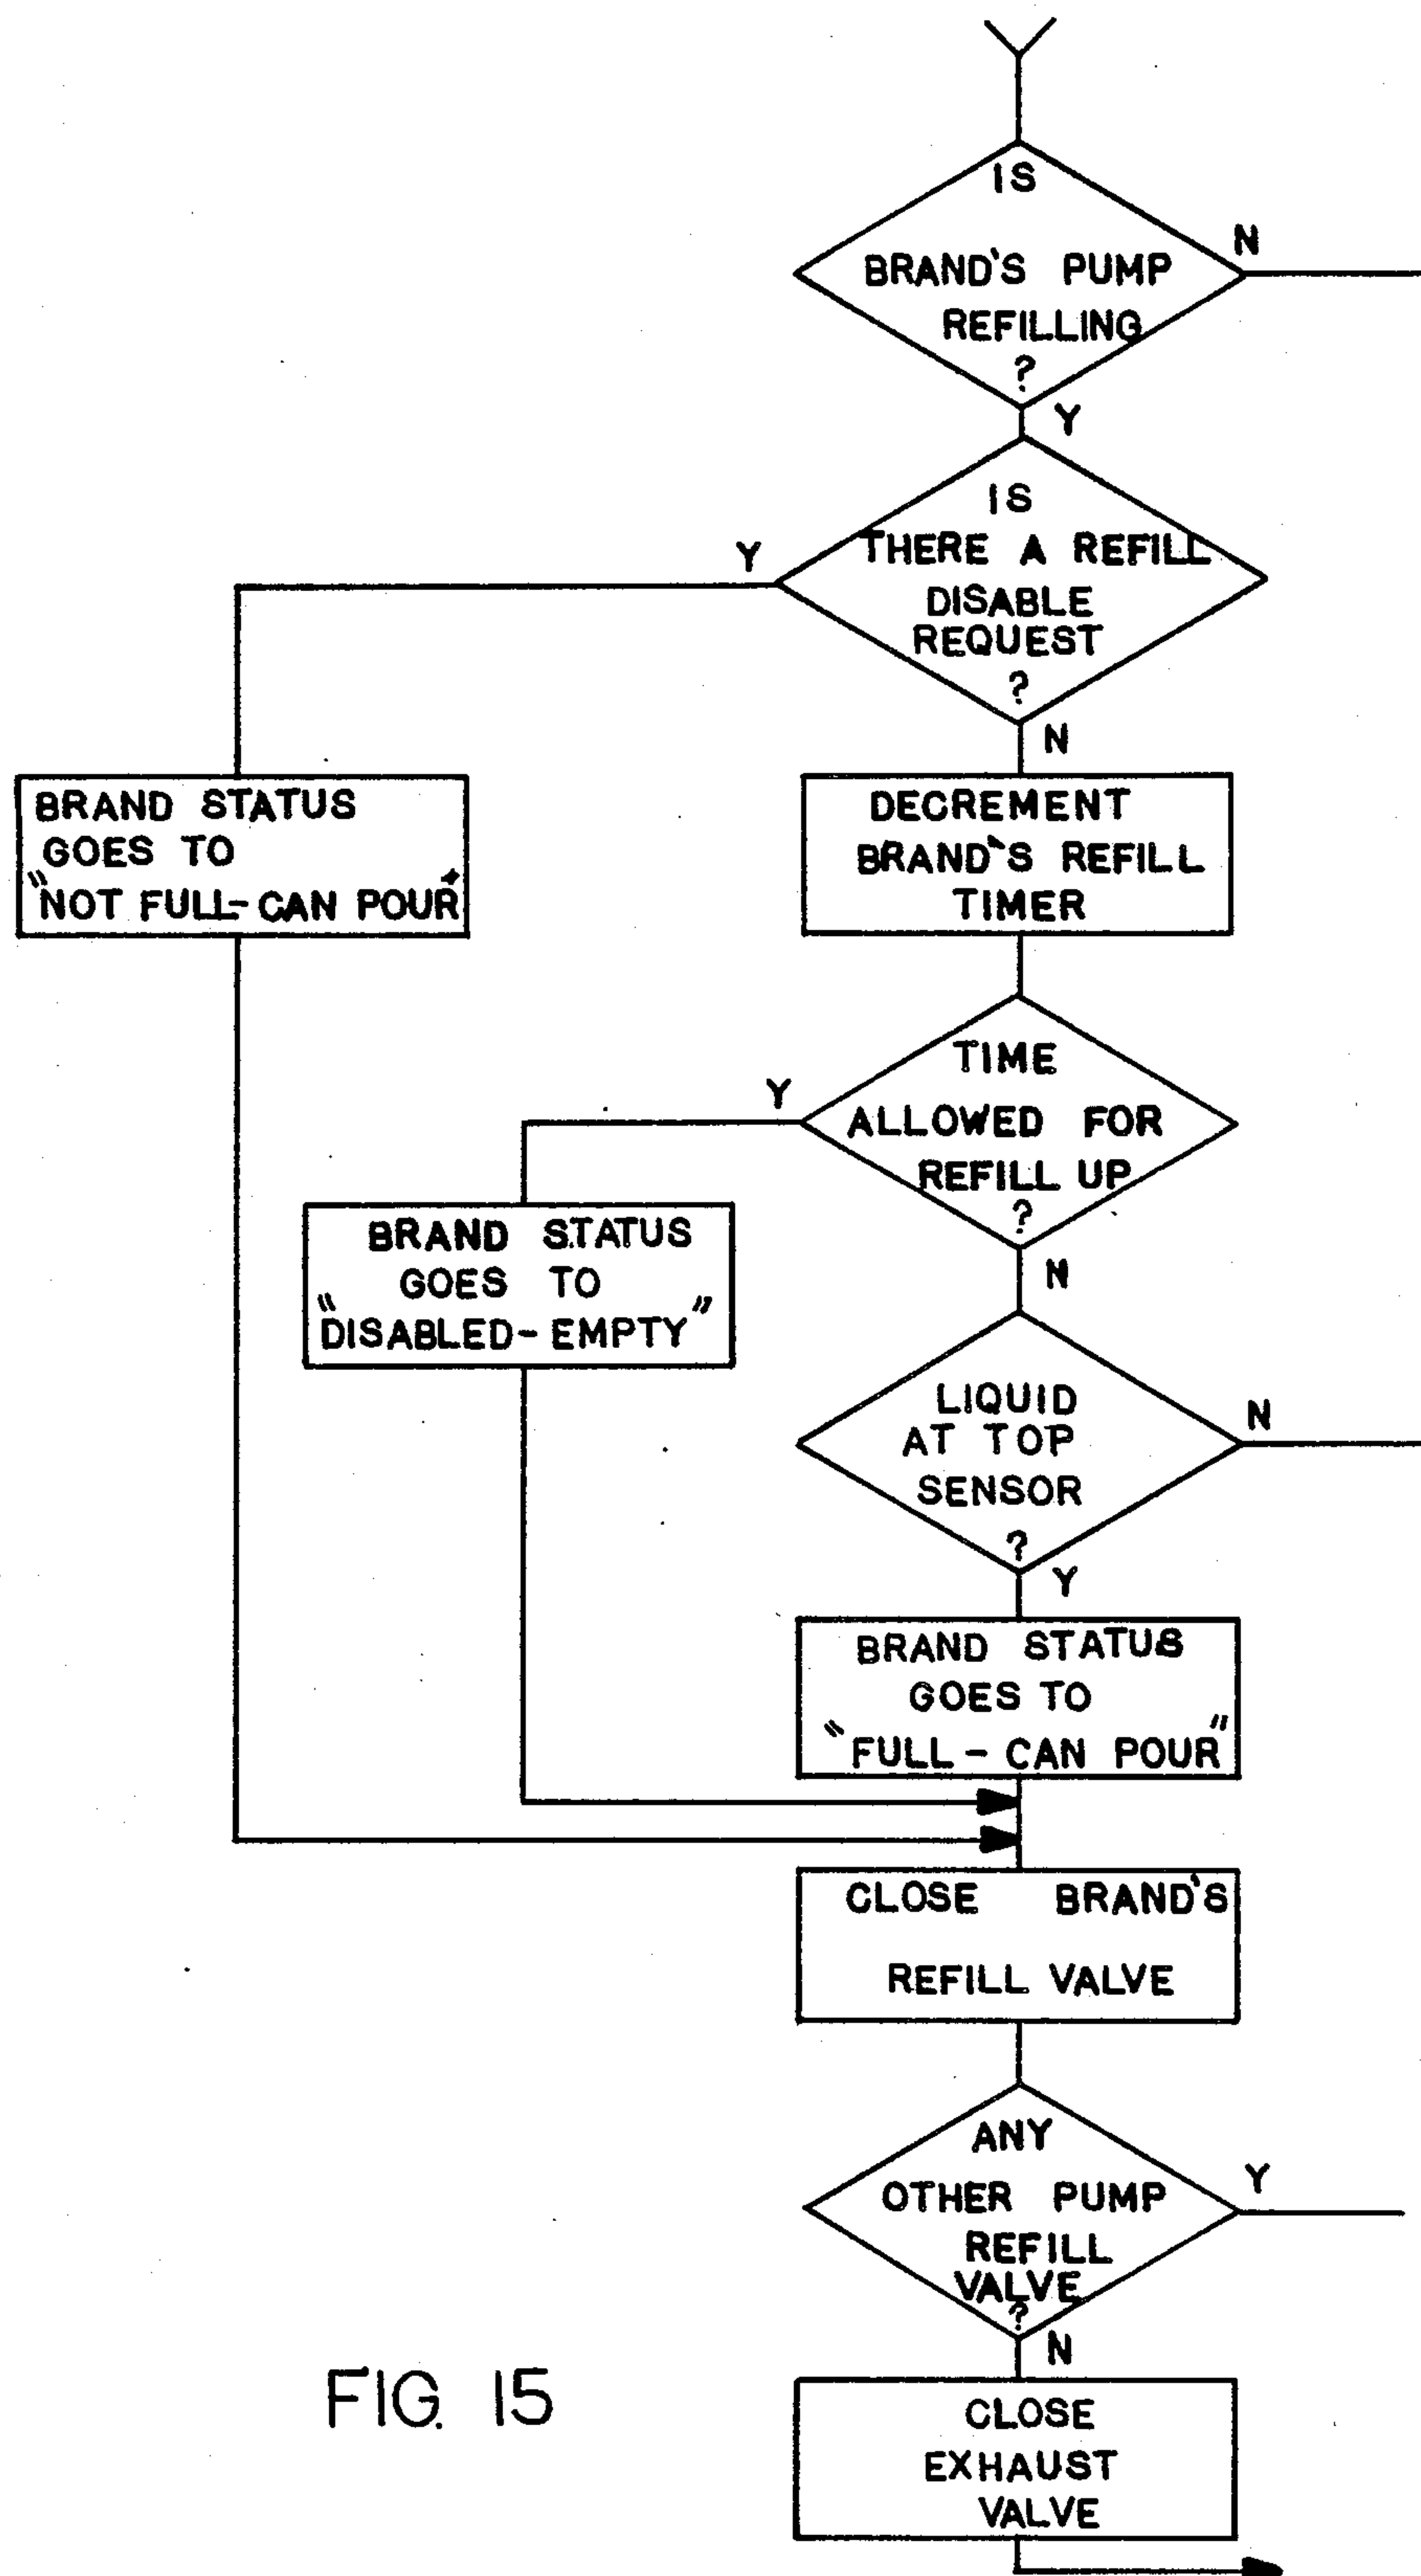 IS
BRAND'S PUMP
REFILLING
?
N
Y
IS
THERE A REFILL
DISABLE
REQUEST
?
Y
N
BRAND STATUS
GOES TO
"NOT FULL-CAN POUR"
DECREMENT
BRAND'S REFILL
TIMER
TIME
ALLOWED FOR
REFILL UP
?
Y
N
BRAND STATUS
GOES TO
"DISABLED-EMPTY"
LIQUID
AT TOP
SENSOR
?
N
Y
BRAND STATUS
GOES TO
"FULL - CAN POUR"
CLOSE BRAND'S
REFILL VALVE
ANY
OTHER PUMP
REFILL
VALVE
?
Y
N
CLOSE
EXHAUST
VALVE
FIG. 15